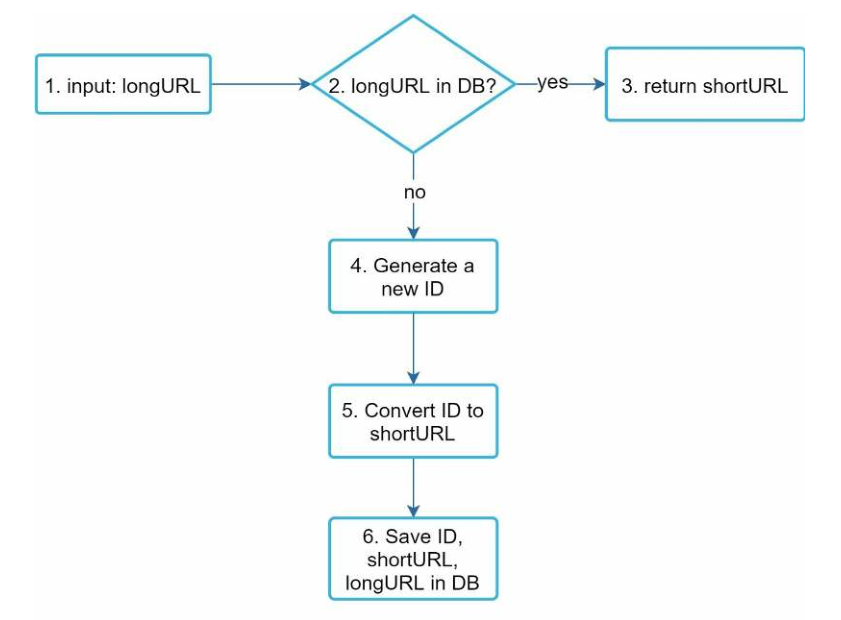 1. input: longURL
2. longURL in DB?
yes
3. return shortURL
no
4. Generate a
new ID
5. Convert ID to
shortURL
6. Save ID,
shortURL,
longURL in DB